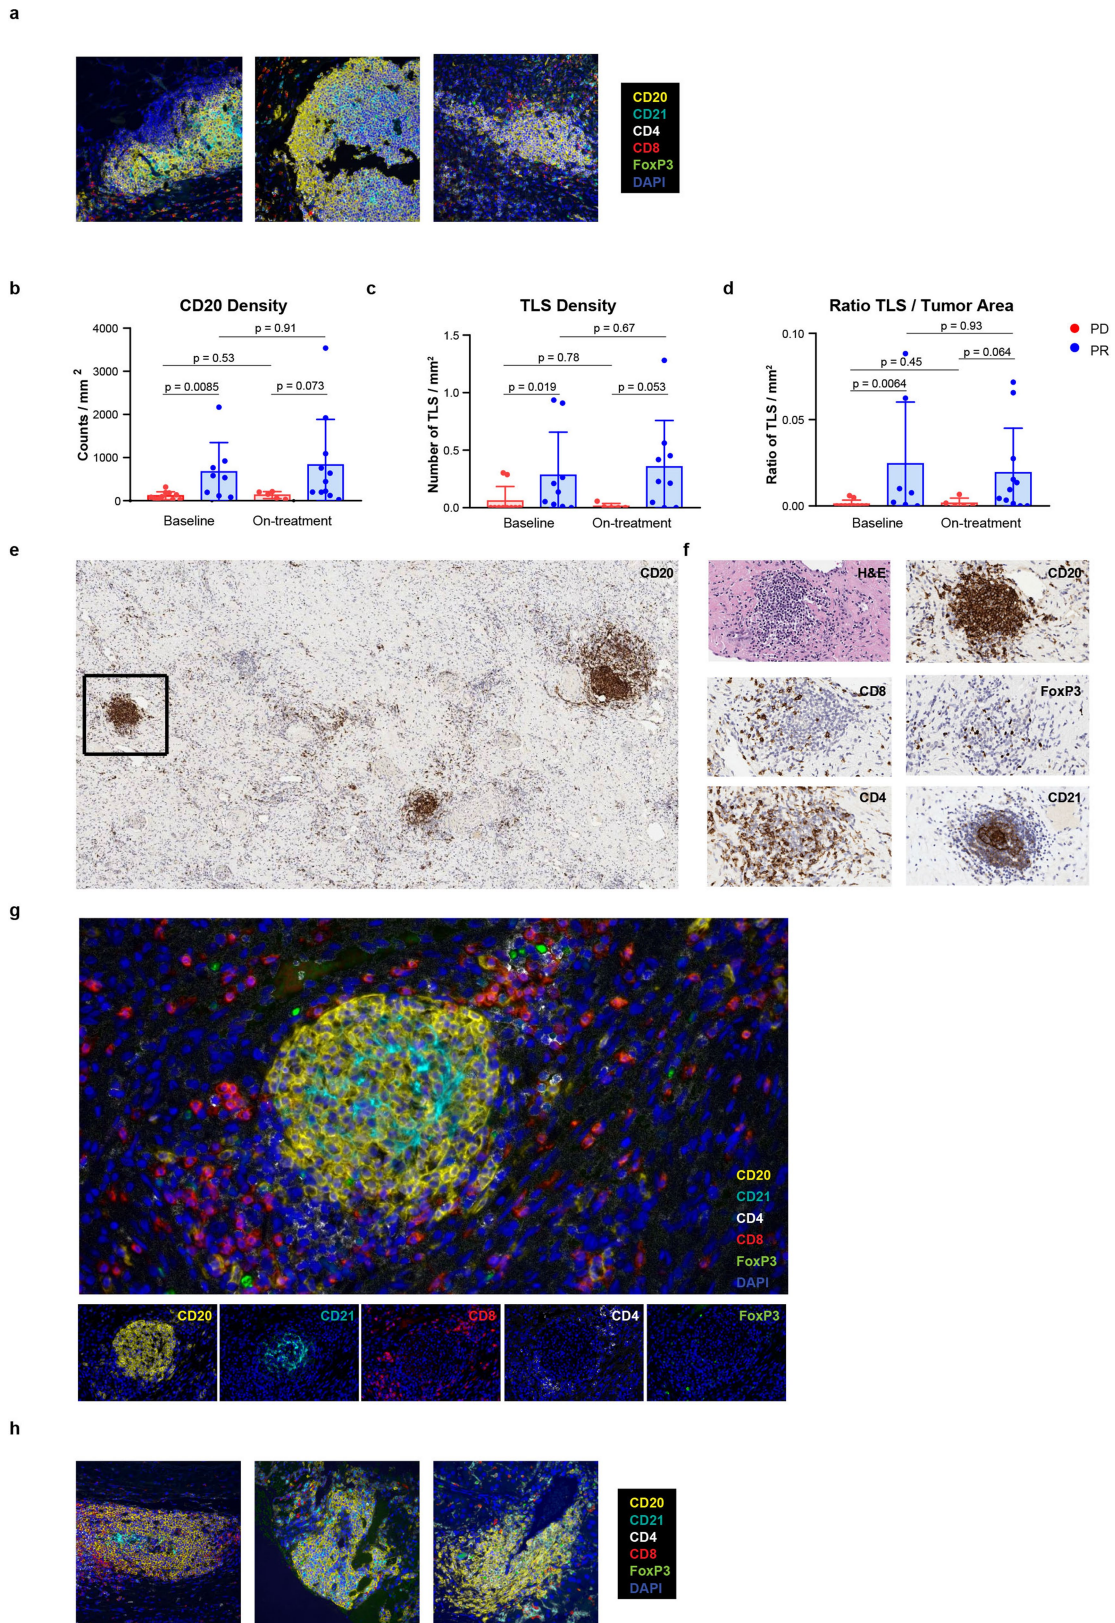 a
CD20
CD21
CD4
CD8
FoxP3
DAPI
b
CD20 Density
Counts / mm 2
4000
3000
2000
1000
0
p = 0.91
p = 0.53
p = 0.0085
p = 0.073
Baseline
On-treatment
c
TLS Density
Number of TLS / mm²
1.5
1.0
0.5
0.0
p = 0.67
p = 0.78
p = 0.019
p = 0.053
Baseline
On-treatment
d
Ratio TLS / Tumor Area
Ratio of TLS / mm²
0.10
0.05
0.00
p = 0.93
p = 0.064
p = 0.45
p = 0.0064
Baseline
On-treatment
PD
PR
e
CD20
f
H&E
CD20
CD8
FoxP3
CD4
CD21
g
CD20
CD21
CD4
CD8
FoxP3
DAPI
CD20
CD21
CD8
CD4
FoxP3
h
CD20
CD21
CD4
CD8
FoxP3
DAPI